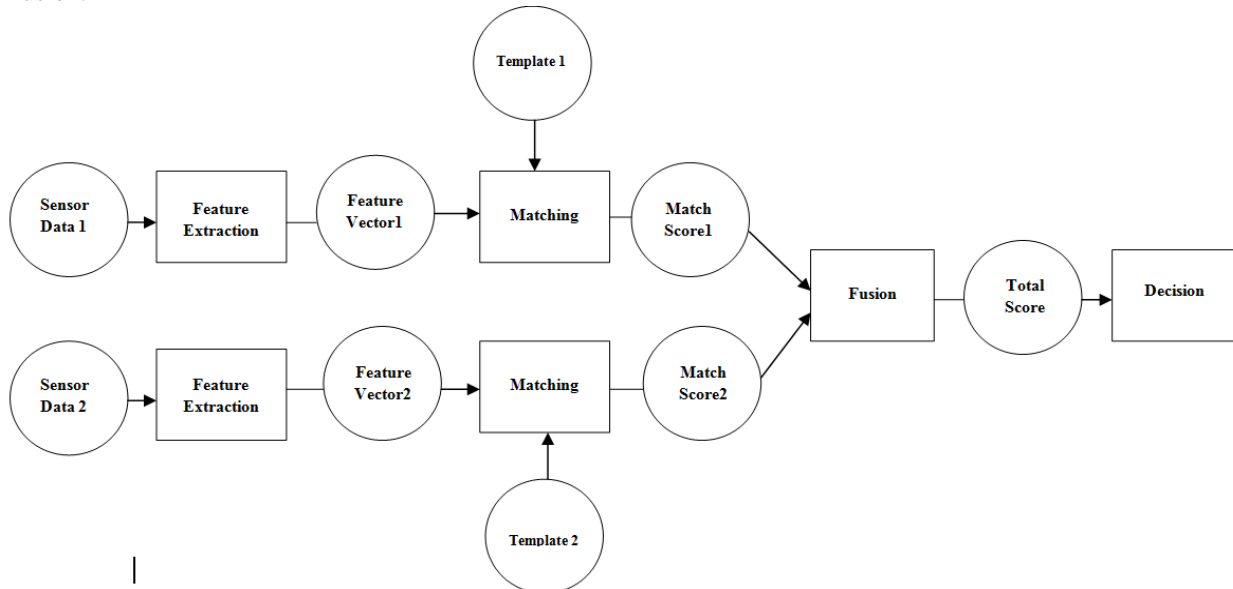 Template 1
Sensor
Data 1
Feature
Extraction
Feature
Vector1
Matching
Match
Score1
Fusion
Total
Score
Decision
Sensor
Data 2
Feature
Extraction
Feature
Vector2
Matching
Match
Score2
Template 2